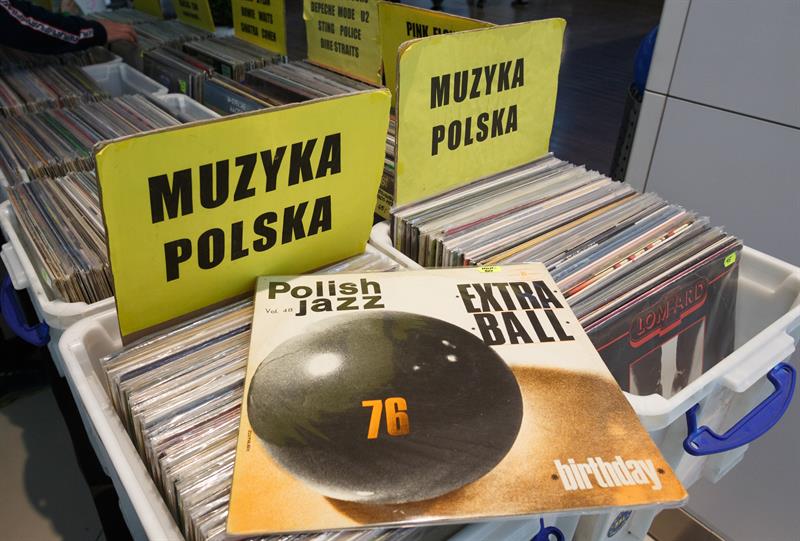 DEPECHE MODE U2
STING POLICE
DIRE STRAITS
PINK
MUZYKA
POLSKA
MUZYKA
POLSKA
Polish
jazz
Vol. 48
EXTRA
BALL
76
birthday
LOMBARD